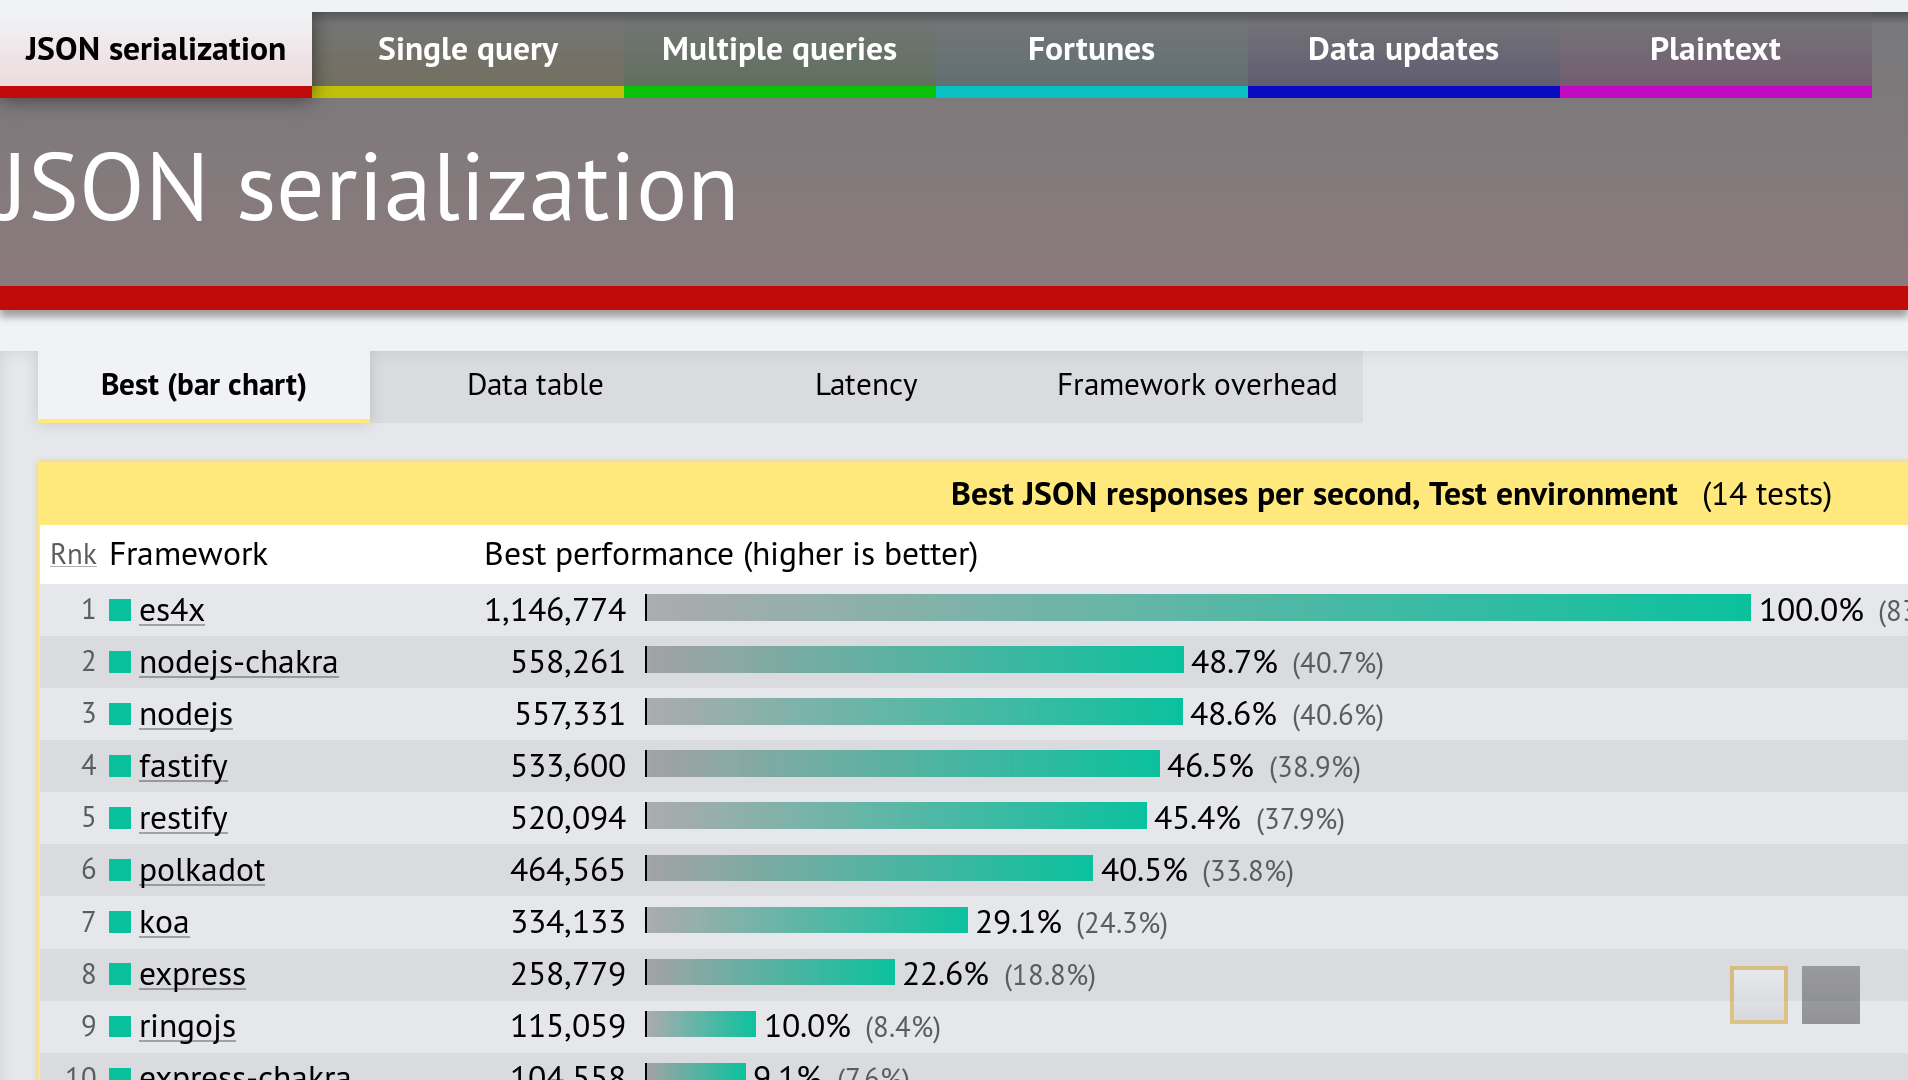 JSON serialization Single query Multiple queries Fortunes Data updates Plaintext
JSON serialization
Best (bar chart) Data table Latency Framework overhead
Best JSON responses per second, Test environment (14 tests)
Rnk Framework Best performance (higher is better)
1 es4x 1,146,774 100.0% (83
2 nodejs-chakra 558,261 48.7% (40.7%)
3 nodejs 557,331 48.6% (40.6%)
4 fastify 533,600 46.5% (38.9%)
5 restify 520,094 45.4% (37.9%)
6 polkadot 464,565 40.5% (33.8%)
7 koa 334,133 29.1% (24.3%)
8 express 258,779 22.6% (18.8%)
9 ringojs 115,059 10.0% (8.4%)
10 express-chakra 104,558 9.1% (7.6%)